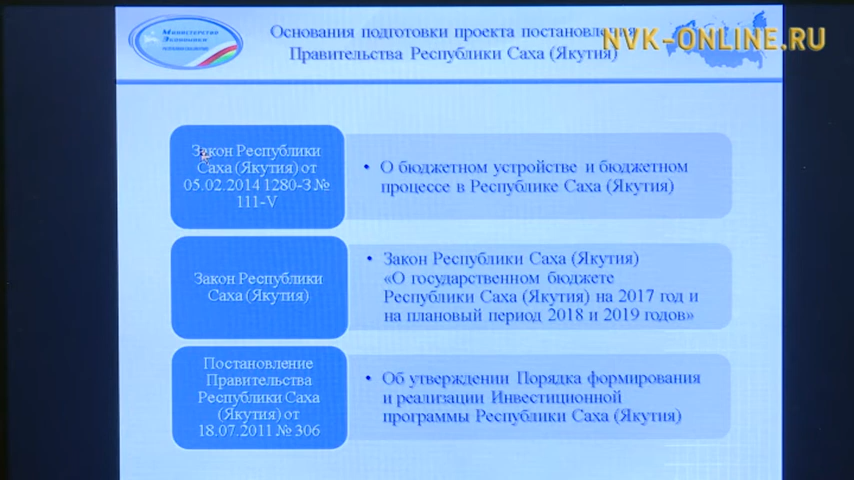 Министерство
Экономики
Основания подготовки проекта постановления
Правительства Республики Саха (Якутия)
NVK-ONLINE.RU
Закон Республики
Саха (Якутия) от
05.02.2014 1280-З №
111-V
• О бюджетном устройстве и бюджетном
процессе в Республике Саха (Якутия)
Закон Республики
Саха (Якутия)
• Закон Республики Саха (Якутия)
«О государственном бюджете
Республики Саха (Якутия) на 2017 год и
на плановый период 2018 и 2019 годов»
Постановление
Правительства
Республики Саха
(Якутия) от
18.07.2011 № 306
• Об утверждении Порядка формирования
и реализации Инвестиционной
программы Республики Саха (Якутия)